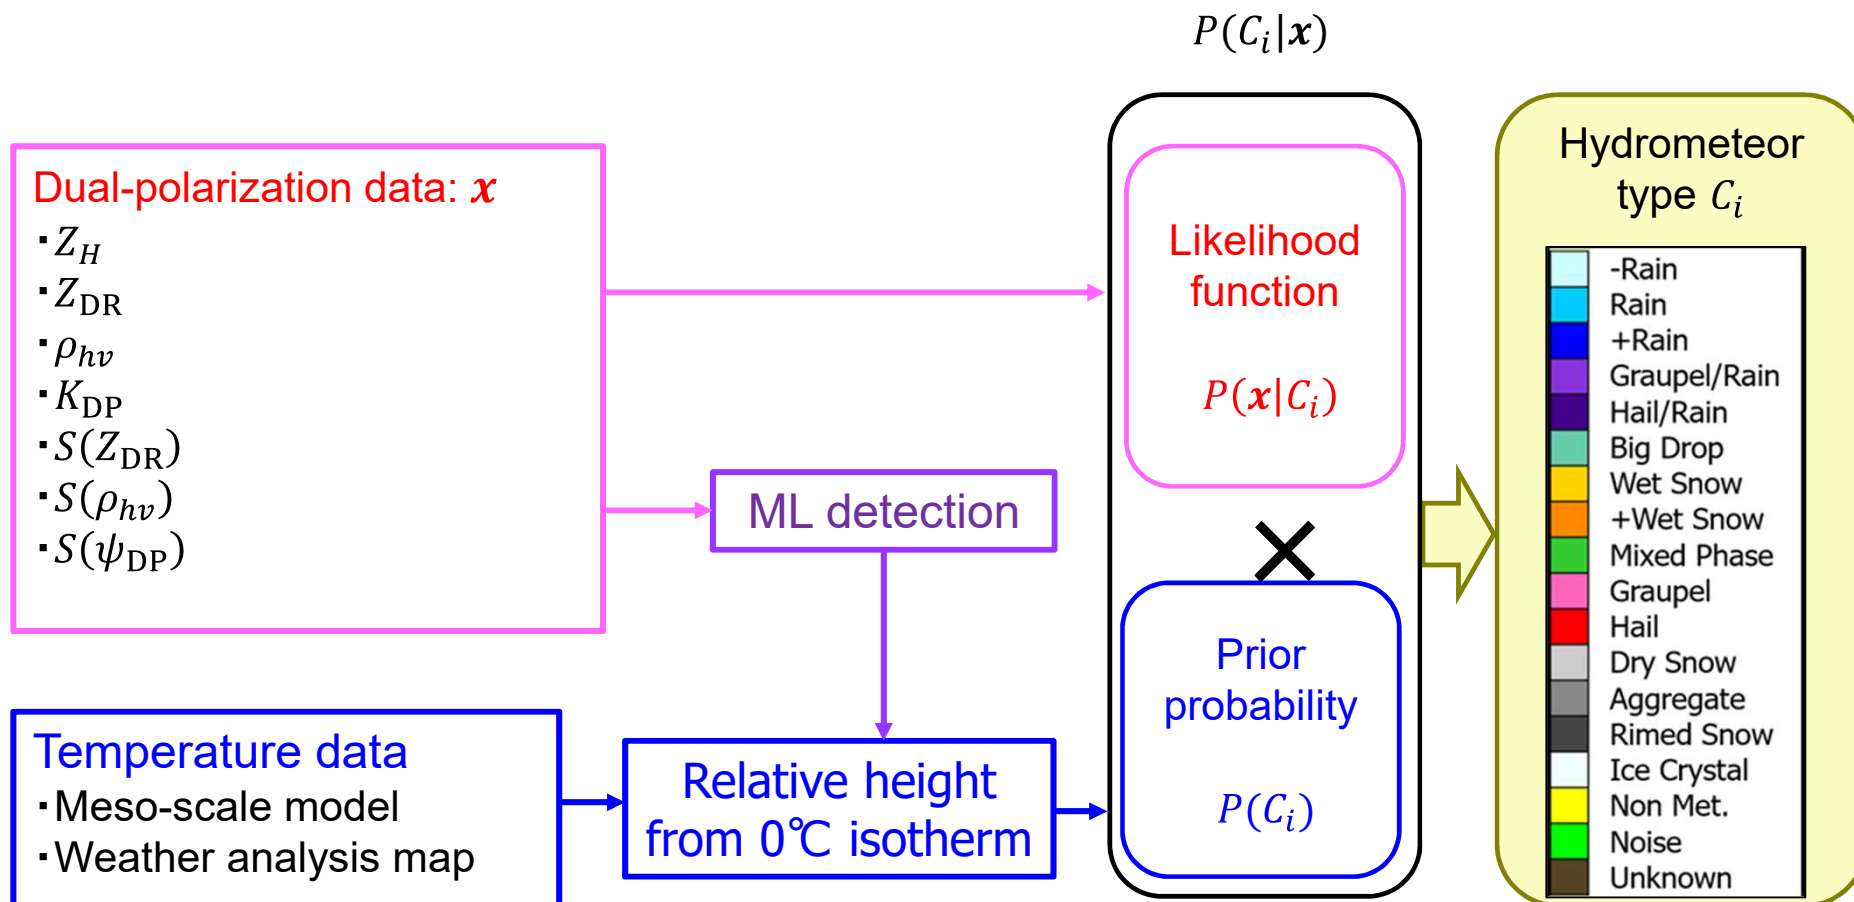 P(C_i|x)
Dual-polarization data: x
･Z_H
･Z_DR
･ρ_hv
･K_DP
･S(Z_DR)
･S(ρ_hv)
･S(ψ_DP)
ML detection
Temperature data
･Meso-scale model
･Weather analysis map
Relative height
from 0℃ isotherm
Likelihood
function
P(x|C_i)
×
Prior
probability
P(C_i)
Hydrometeor
type C_i
-Rain
Rain
+Rain
Graupel/Rain
Hail/Rain
Big Drop
Wet Snow
+Wet Snow
Mixed Phase
Graupel
Hail
Dry Snow
Aggregate
Rimed Snow
Ice Crystal
Non Met.
Noise
Unknown